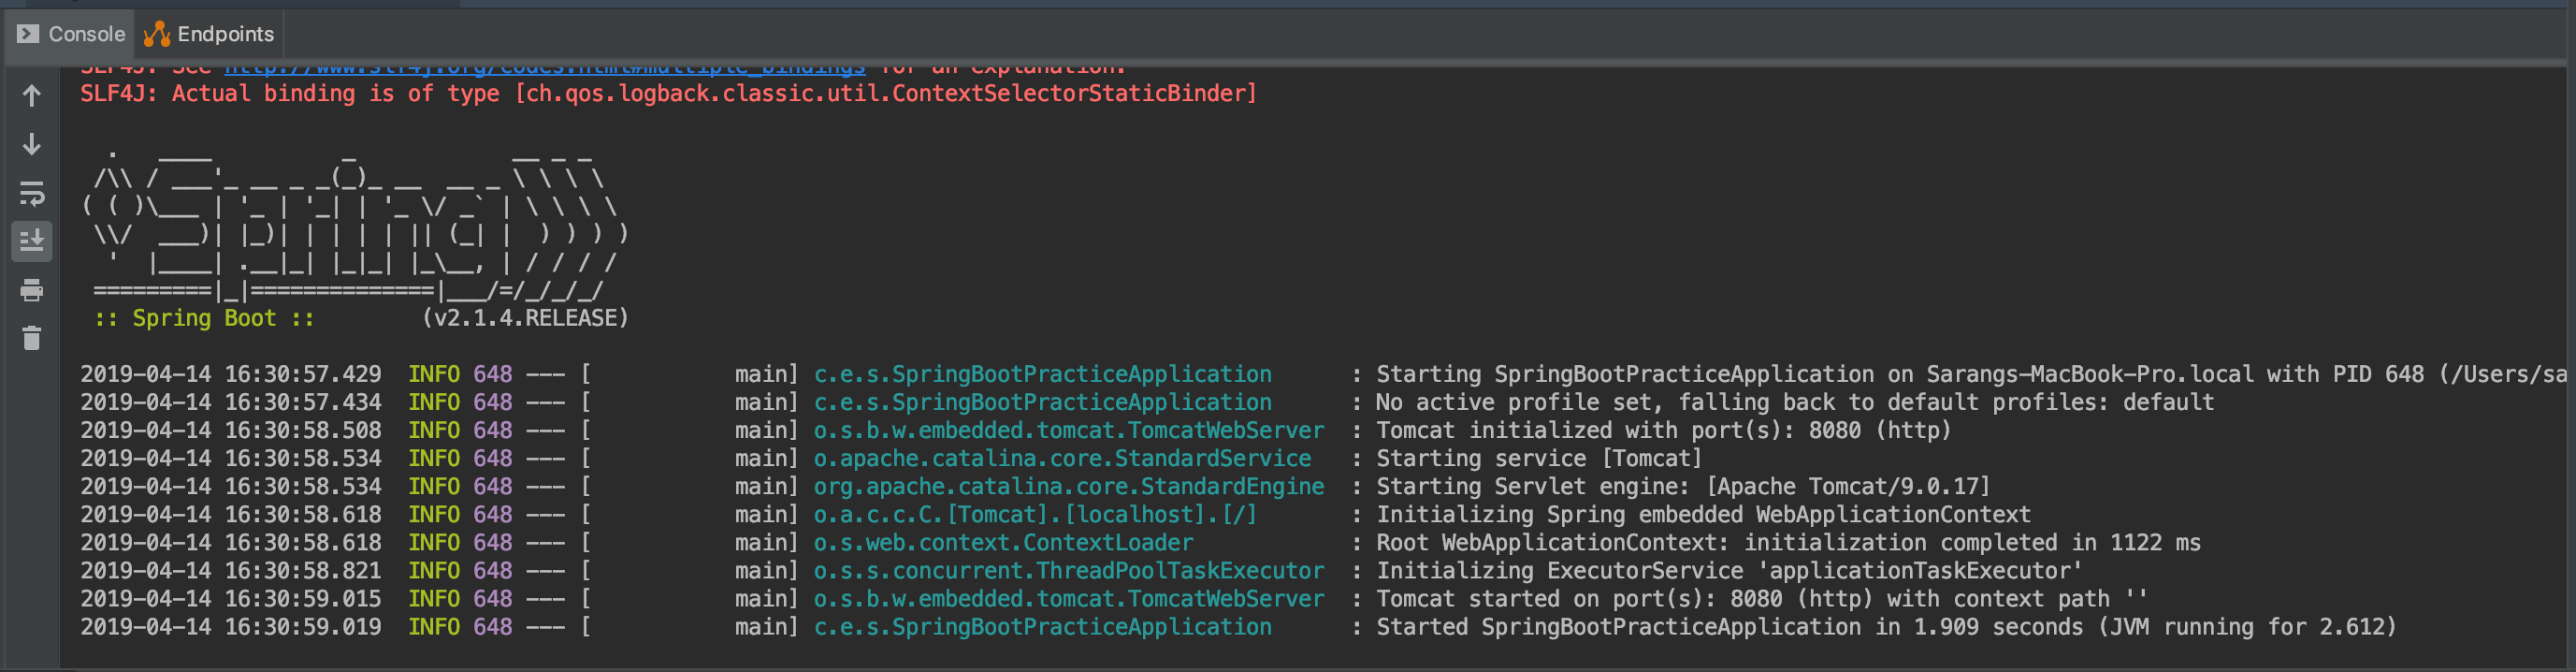 Console Endpoints
SLF4J: See http://www.slf4j.org/codes.html#multiple_bindings for an explanation.
SLF4J: Actual binding is of type [ch.qos.logback.classic.util.ContextSelectorStaticBinder]
  .   ____          _            __ _ _
 /\\ / ___'_ __ _ _(_)_ __  __ _ \ \ \ \
( ( )\___ | '_ | '_| | '_ \/ _` | \ \ \ \
 \\/  ___)| |_)| | | | | || (_| |  ) ) ) )
  '  |____| .__|_| |_|_| |_\__, | / / / /
 =========|_|==============|___/=/_/_/_/
 :: Spring Boot ::        (v2.1.4.RELEASE)
2019-04-14 16:30:57.429  INFO 648 --- [           main] c.e.s.SpringBootPracticeApplication      : Starting SpringBootPracticeApplication on Sarangs-MacBook-Pro.local with PID 648 (/Users/sa
2019-04-14 16:30:57.434  INFO 648 --- [           main] c.e.s.SpringBootPracticeApplication      : No active profile set, falling back to default profiles: default
2019-04-14 16:30:58.508  INFO 648 --- [           main] o.s.b.w.embedded.tomcat.TomcatWebServer  : Tomcat initialized with port(s): 8080 (http)
2019-04-14 16:30:58.534  INFO 648 --- [           main] o.apache.catalina.core.StandardService   : Starting service [Tomcat]
2019-04-14 16:30:58.534  INFO 648 --- [           main] org.apache.catalina.core.StandardEngine  : Starting Servlet engine: [Apache Tomcat/9.0.17]
2019-04-14 16:30:58.618  INFO 648 --- [           main] o.a.c.c.C.[Tomcat].[localhost].[/]       : Initializing Spring embedded WebApplicationContext
2019-04-14 16:30:58.618  INFO 648 --- [           main] o.s.web.context.ContextLoader            : Root WebApplicationContext: initialization completed in 1122 ms
2019-04-14 16:30:58.821  INFO 648 --- [           main] o.s.s.concurrent.ThreadPoolTaskExecutor  : Initializing ExecutorService 'applicationTaskExecutor'
2019-04-14 16:30:59.015  INFO 648 --- [           main] o.s.b.w.embedded.tomcat.TomcatWebServer  : Tomcat started on port(s): 8080 (http) with context path ''
2019-04-14 16:30:59.019  INFO 648 --- [           main] c.e.s.SpringBootPracticeApplication      : Started SpringBootPracticeApplication in 1.909 seconds (JVM running for 2.612)